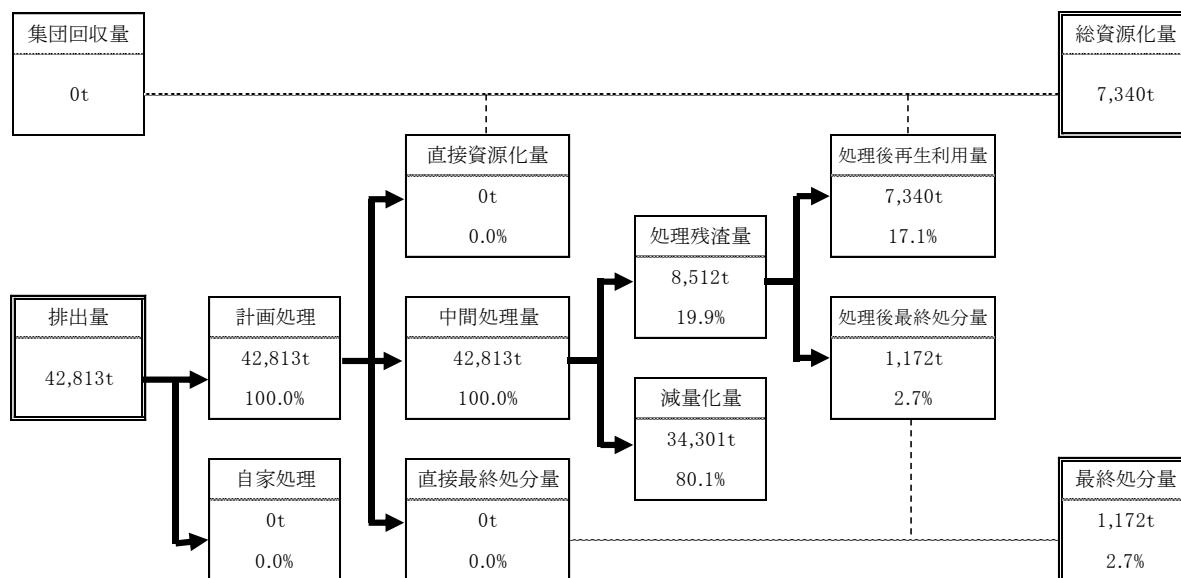 集団回収量
0t
総資源化量
7,340t
直接資源化量
0t
0.0%
処理後再生利用量
7,340t
17.1%
処理残渣量
8,512t
19.9%
排出量
42,813t
計画処理
42,813t
100.0%
中間処理量
42,813t
100.0%
処理後最終処分量
1,172t
2.7%
減量化量
34,301t
80.1%
自家処理
0t
0.0%
直接最終処分量
0t
0.0%
最終処分量
1,172t
2.7%